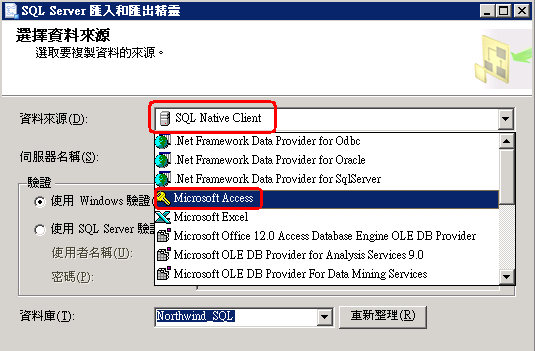 SQL Server 匯入和匯出精靈
選擇資料來源
選取要複製資料的來源。
資料來源(D):
SQL Native Client
.Net Framework Data Provider for Odbc
.Net Framework Data Provider for Oracle
.Net Framework Data Provider for SqlServer
Microsoft Access
Microsoft Excel
Microsoft Office 12.0 Access Database Engine OLE DB Provider
Microsoft OLE DB Provider for Analysis Services 9.0
Microsoft OLE DB Provider For Data Mining Services
伺服器名稱(S):
驗證
使用 Windows 驗證(
使用 SQL Server 驗
使用者名稱(U):
密碼(P):
資料庫(T):
Northwind_SQL
重新整理(R)